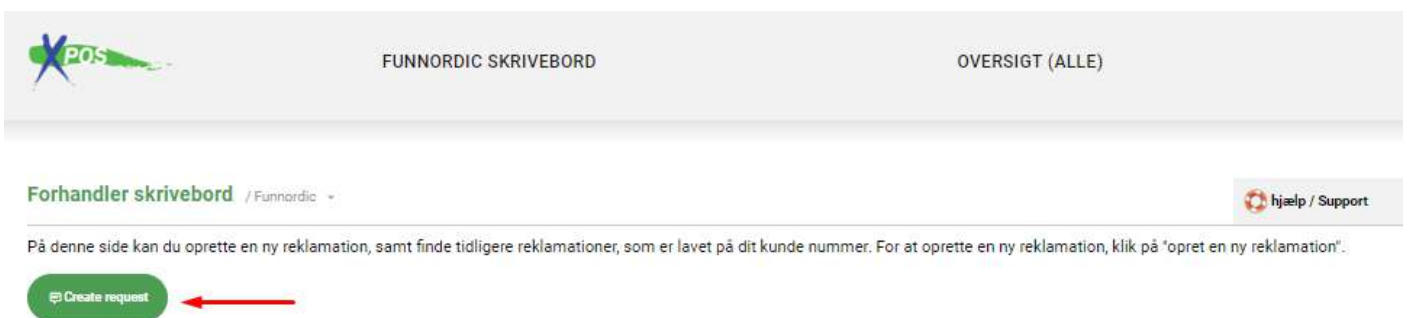 XPOS
FUNNORDIC SKRIVEBORD
OVERSIGT (ALLE)
Forhandler skrivebord / Funnordic
hjælp / Support
På denne side kan du oprette en ny reklamation, samt finde tidligere reklamationer, som er lavet på dit kunde nummer. For at oprette en ny reklamation, klik på "opret en ny reklamation".
Create request